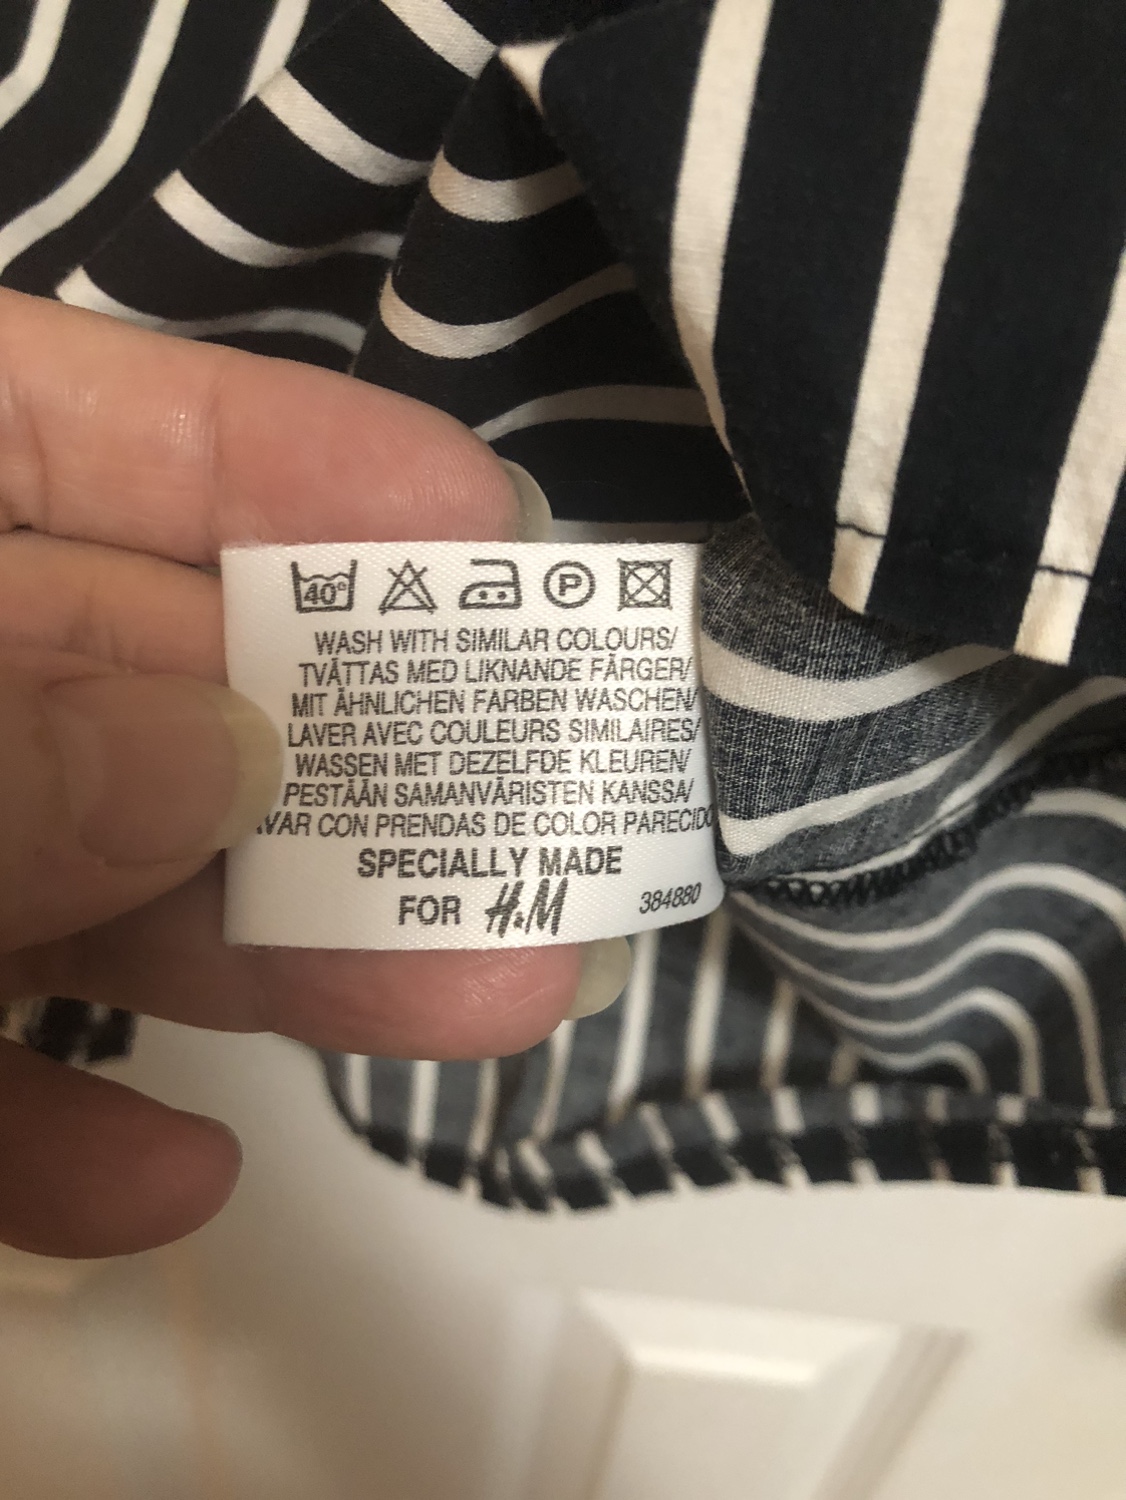 40°
P
WASH WITH SIMILAR COLOURS/
TVÄTTAS MED LIKNANDE FÄRGER/
MIT ÄHNLICHEN FARBEN WASCHEN/
LAVER AVEC COULEURS SIMILAIRES/
WASSEN MET DEZELFDE KLEUREN/
PESTÄÄN SAMANVÄRISTEN KANSSA/
CON PRENDAS DE COLOR
SPECIALLY MADE
FOR H&M 384880